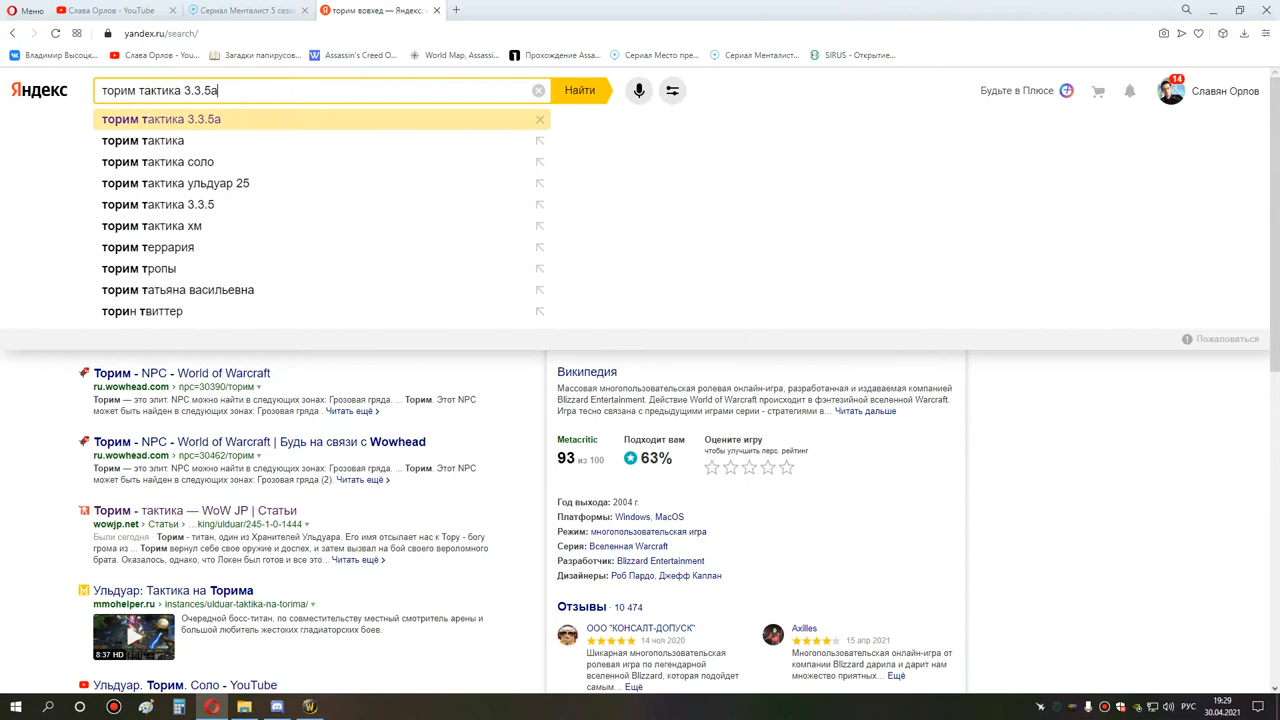 Меню
Слава Орлов - YouTube
Сериал Менталист 5 сезо
торим вовхед — Яндекс:
yandex.ru/search/
Владимир Высоцк...
Слава Орлов - You...
Загадки папирусов...
Assassin's Creed O...
World Map, Assassi...
Прохождение Assa...
Сериал Место пре...
Сериал Менталист...
SIRUS - Открытие...
Яндекс
торим тактика 3.3.5а
Найти
Будьте в Плюсе
14
Славян Орлов
торим тактика 3.3.5а
торим тактика
торим тактика соло
торим тактика ульдуар 25
торим тактика 3.3.5
торим тактика хм
торим террария
торим тропы
торим татьяна васильевна
торин твиттер
Пожаловаться
Торим - NPC - World of Warcraft
ru.wowhead.com › npc=30390/торим
Торим — это элит. NPC можно найти в следующих зонах: Грозовая гряда. ... Торим. Этот NPC
может быть найден в следующих зонах: Грозовая гряда . Читать ещё ›
Торим - NPC - World of Warcraft | Будь на связи с Wowhead
ru.wowhead.com › npc=30462/торим
Торим — это элит. NPC можно найти в следующих зонах: Грозовая гряда. ... Торим. Этот NPC
может быть найден в следующих зонах: Грозовая гряда (2). Читать ещё ›
Торим - тактика — WoW JP | Статьи
wowjp.net › Статьи › ... king/ulduar/245-1-0-1444
Были сегодня · Торим - титан, один из Хранителей Ульдуара. Его имя отсылает нас к Тору - богу
грома из ... Торим вернул себе свое оружие и доспех, и затем вызвал на бой своего вероломного
брата. Оказалось, однако, что Локен был готов и все это... Читать ещё ›
Ульдуар: Тактика на Торима
mmohelper.ru › instances/ulduar-taktika-na-torima/
8:37 HD
Очередной босс-титан, по совместительству местный смотритель арены и
большой любитель жестоких гладиаторских боев.
Ульдуар. Торим. Соло - YouTube
Википедия
Массовая многопользовательская ролевая онлайн-игра, разработанная и издаваемая компанией
Blizzard Entertainment. Действие World of Warcraft происходит в фэнтезийной вселенной Warcraft.
Игра тесно связана с предыдущими играми серии - стратегиями в... Читать дальше
Metacritic
93 из 100
Подходит вам
63%
Оцените игру
чтобы улучшить перс. рейтинг
Год выхода: 2004 г.
Платформы: Windows, MacOS
Режим: многопользовательская игра
Серия: Вселенная Warcraft
Разработчик: Blizzard Entertainment
Дизайнеры: Роб Пардо, Джефф Каплан
Отзывы · 10 474
ООО "КОНСАЛТ-ДОПУСК"
14 ноя 2020
Шикарная многопользовательская
ролевая игра по легендарной
вселенной Blizzard, которая подойдет
самым... Ещё
Axilles
15 апр 2021
Многопользовательская онлайн-игра от
компании Blizzard дарила и дарит нам
множество приятных... Ещё
РУС
19:29
30.04.2021